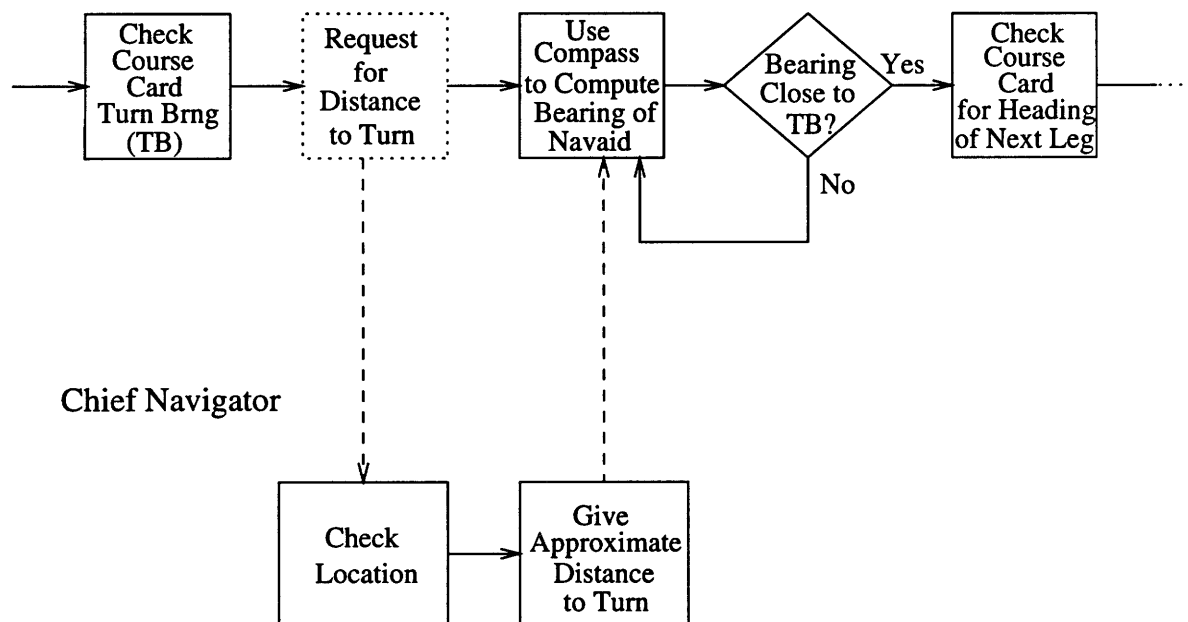 Check
Course
Card
Turn Brng
(TB)
Request
for
Distance
to Turn
Use
Compass
to Compute
Bearing of
Navaid
Bearing
Close to
TB?
Yes
No
Check
Course
Card
for Heading
of Next Leg
Chief Navigator
Check
Location
Give
Approximate
Distance
to Turn